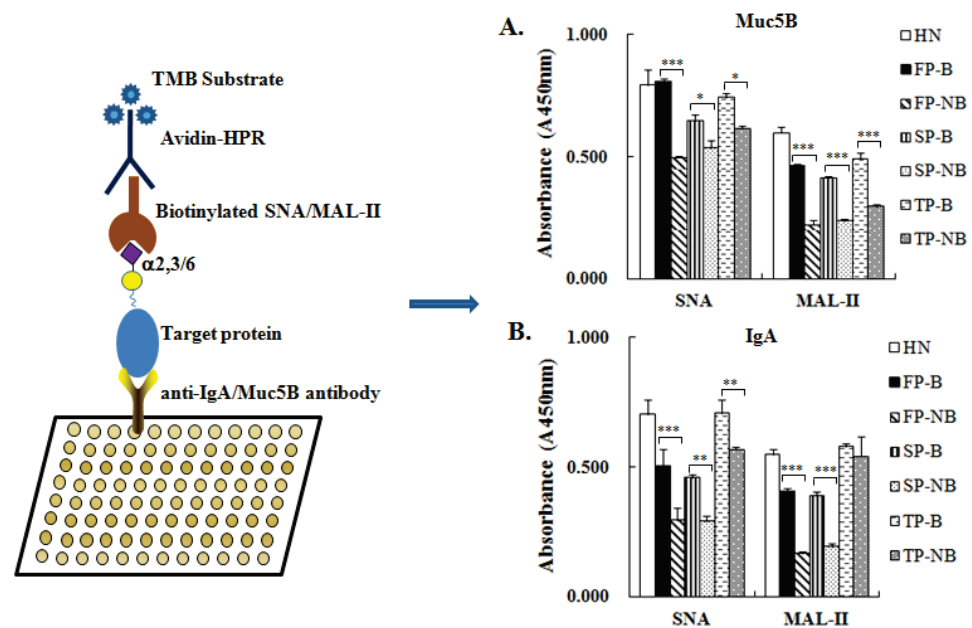 TMB Substrate
Avidin-HPR
Biotinylated SNA/MAL-II
α2,3/6
Target protein
anti-IgA/Muc5B antibody
A.
Muc5B
Absorbance (A450nm)
1.000
0.500
0.000
***
*
*
***
***
***
SNA
MAL-II
HN
FP-B
FP-NB
SP-B
SP-NB
TP-B
TP-NB
B.
IgA
Absorbance (A450nm)
1.000
0.500
0.000
***
**
**
***
***
SNA
MAL-II
HN
FP-B
FP-NB
SP-B
SP-NB
TP-B
TP-NB